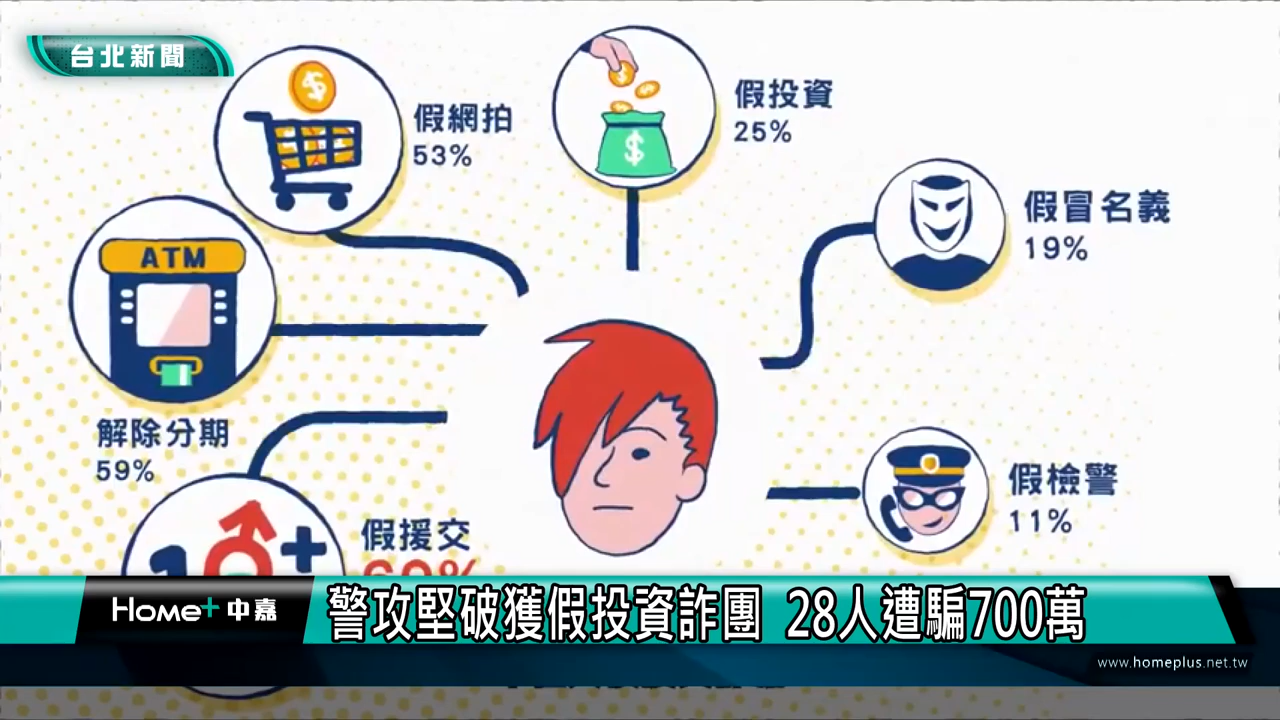 台北新聞
假網拍
53%
假投資
25%
假冒名義
19%
ATM
解除分期
59%
假援交
假檢警
11%
Home+中嘉
警攻堅破獲假投資詐團 28人遭騙700萬
www.homeplus.net.tw